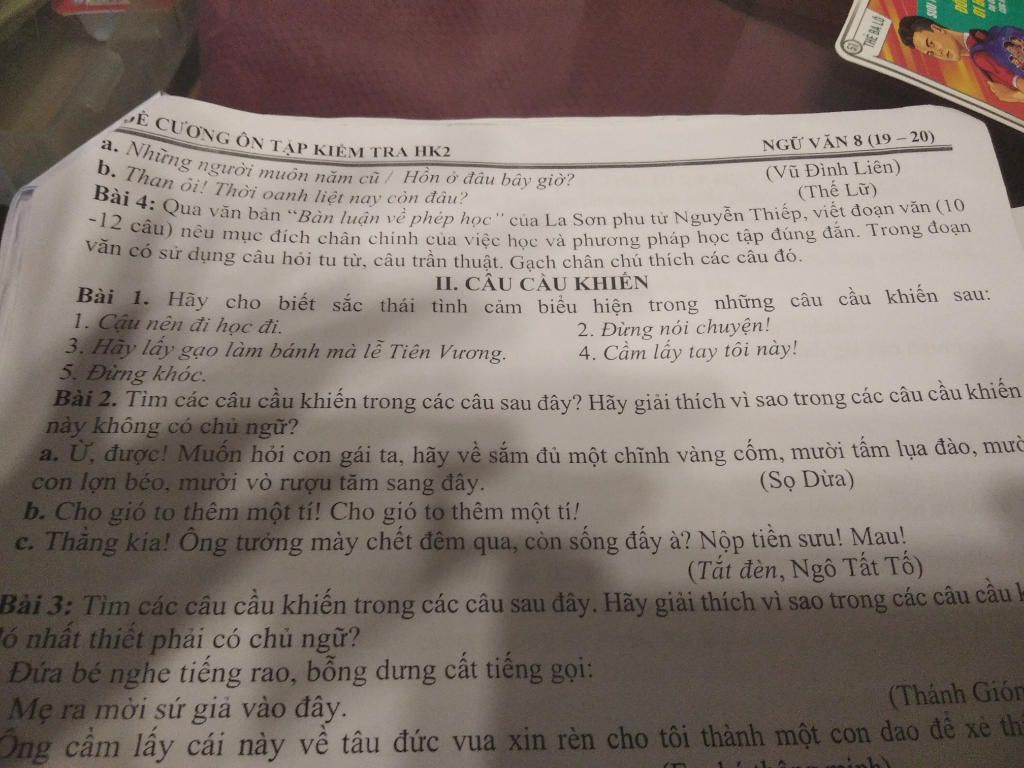 ĐỀ CƯƠNG ÔN TẬP KIỂM TRA HK2 NGỮ VĂN 8 (19 – 20)
a. Những người muôn năm cũ / Hồn ở đâu bây giờ? (Vũ Đình Liên)
b. Than ôi! Thời oanh liệt nay còn đâu? (Thế Lữ)
Bài 4: Qua văn bản "Bàn luận về phép học" của La Sơn phu tử Nguyễn Thiếp, viết đoạn văn (10
-12 câu) nêu mục đích chân chính của việc học và phương pháp học tập đúng đắn. Trong đoạn
văn có sử dụng câu hỏi tu từ, câu trần thuật. Gạch chân chú thích các câu đó.
II. CÂU CẦU KHIẾN
Bài 1. Hãy cho biết sắc thái tình cảm biểu hiện trong những câu cầu khiến sau:
1. Cậu nên đi học đi. 2. Đừng nói chuyện!
3. Hãy lấy gạo làm bánh mà lễ Tiên Vương. 4. Cầm lấy tay tôi này!
5. Đừng khóc.
Bài 2. Tìm các câu cầu khiến trong các câu sau đây? Hãy giải thích vì sao trong các câu cầu khiến
này không có chủ ngữ?
a. Ừ, được! Muốn hỏi con gái ta, hãy về sắm đủ một chĩnh vàng cốm, mười tấm lụa đào,
con lợn béo, mười vò rượu tăm sang đây. (Sọ Dừa)
b. Cho gió to thêm một tí! Cho gió to thêm một tí!
c. Thằng kia! Ông tưởng mày chết đêm qua, còn sống đấy à? Nộp tiền sưu! Mau!
(Tắt đèn, Ngô Tất Tố)
Bài 3: Tìm các câu cầu khiến trong các câu sau đây. Hãy giải thích vì sao trong các câu cầu
nhất thiết phải có chủ ngữ?
Đứa bé nghe tiếng rao, bỗng dưng cất tiếng gọi:
Mẹ ra mời sứ giả vào đây. (Thánh
Ông cầm lấy cái này về tâu đức vua xin rèn cho tôi thành một con dao để xẻ
THẺ BA LÔ